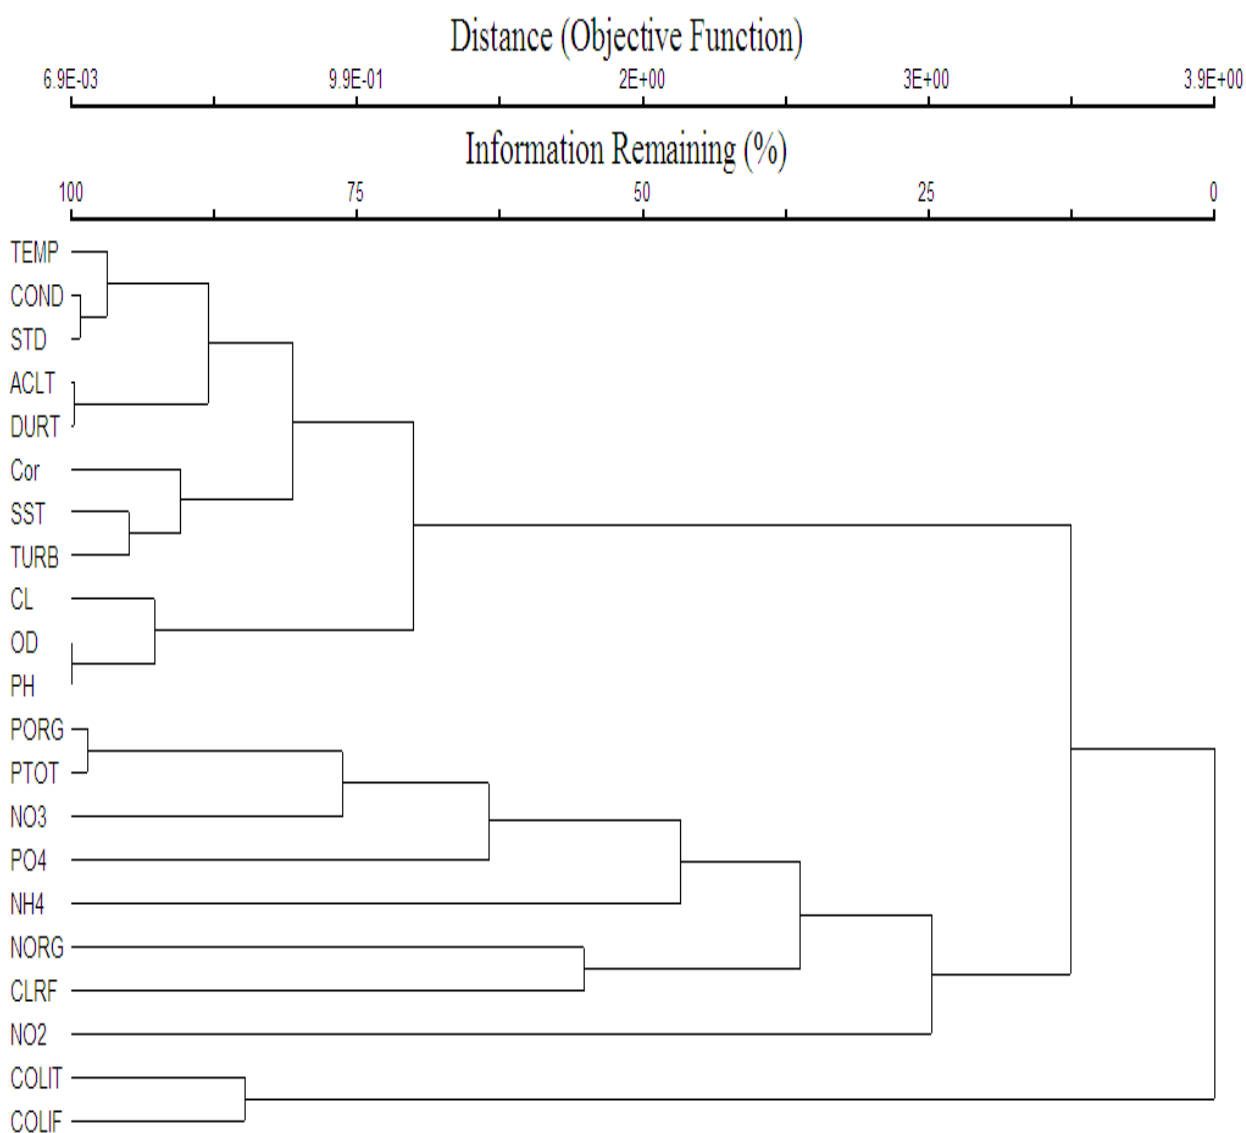 Distance (Objective Function)
6.9E-03 9.9E-01 2E+00 3E+00 3.9E+00
Information Remaining (%)
100 75 50 25 0
TEMP
COND
STD
ACLT
DURT
Cor
SST
TURB
CL
OD
PH
PORG
PTOT
NO3
PO4
NH4
NORG
CLRF
NO2
COLIT
COLIF